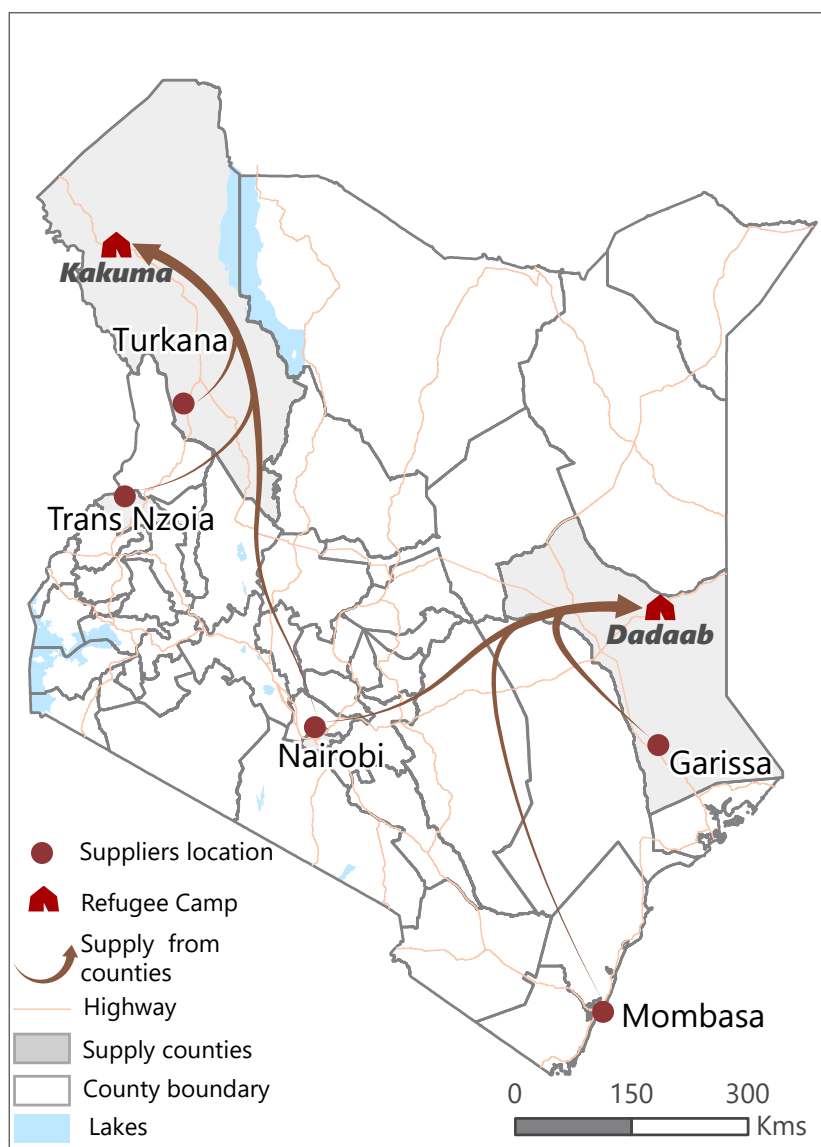 Kakuma
Turkana
Trans Nzoia
Dadaab
Nairobi
Garissa
Suppliers location
Refugee Camp
Supply from
counties
Highway
Mombasa
Supply counties
County boundary
Lakes
0 150 300
Kms